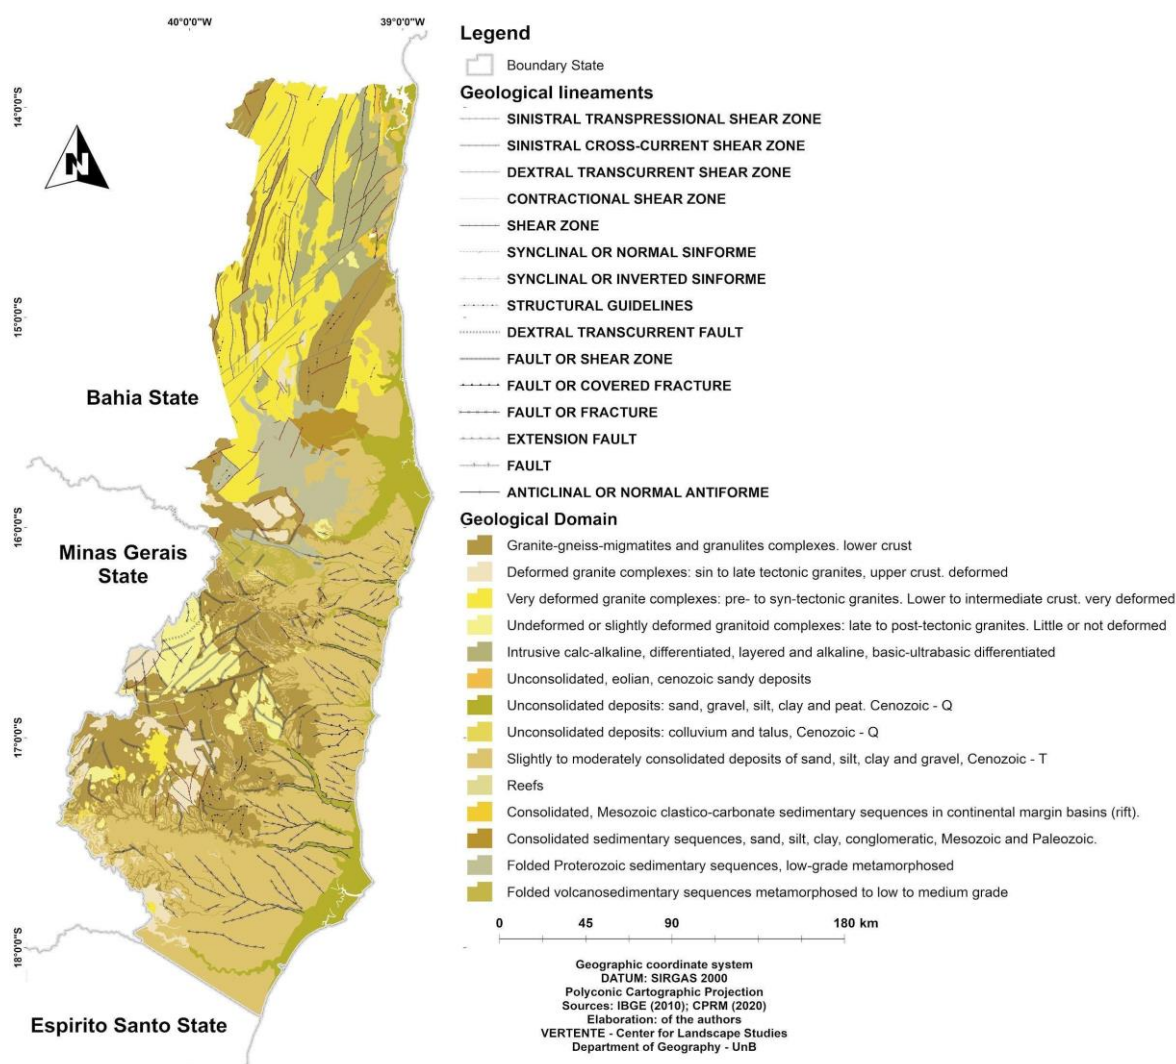 40°0'0"W
39°0'0"W
14°0'0"S
15°0'0"S
16°0'0"S
17°0'0"S
18°0'0"S
N
Bahia State
Minas Gerais
State
Espirito Santo State
Legend
Boundary State
Geological lineaments
SINISTRAL TRANSPRESSIONAL SHEAR ZONE
SINISTRAL CROSS-CURRENT SHEAR ZONE
DEXTRAL TRANSCURRENT SHEAR ZONE
CONTRACTIONAL SHEAR ZONE
SHEAR ZONE
SYNCLINAL OR NORMAL SINFORME
SYNCLINAL OR INVERTED SINFORME
STRUCTURAL GUIDELINES
DEXTRAL TRANSCURRENT FAULT
FAULT OR SHEAR ZONE
FAULT OR COVERED FRACTURE
FAULT OR FRACTURE
EXTENSION FAULT
FAULT
ANTICLINAL OR NORMAL ANTIFORME
Geological Domain
Granite-gneiss-migmatites and granulites complexes. lower crust
Deformed granite complexes: sin to late tectonic granites, upper crust. deformed
Very deformed granite complexes: pre- to syn-tectonic granites. Lower to intermediate crust. very deformed
Undeformed or slightly deformed granitoid complexes: late to post-tectonic granites. Little or not deformed
Intrusive calc-alkaline, differentiated, layered and alkaline, basic-ultrabasic differentiated
Unconsolidated, eolian, cenozoic sandy deposits
Unconsolidated deposits: sand, gravel, silt, clay and peat. Cenozoic - Q
Unconsolidated deposits: colluvium and talus, Cenozoic - Q
Slightly to moderately consolidated deposits of sand, silt, clay and gravel, Cenozoic - T
Reefs
Consolidated, Mesozoic clastico-carbonate sedimentary sequences in continental margin basins (rift).
Consolidated sedimentary sequences, sand, silt, clay, conglomeratic, Mesozoic and Paleozoic.
Folded Proterozoic sedimentary sequences, low-grade metamorphosed
Folded volcanosedimentary sequences metamorphosed to low to medium grade
0 45 90 180 km
Geographic coordinate system
DATUM: SIRGAS 2000
Polyconic Cartographic Projection
Sources: IBGE (2010); CPRM (2020)
Elaboration: of the authors
VERTENTE - Center for Landscape Studies
Department of Geography - UnB